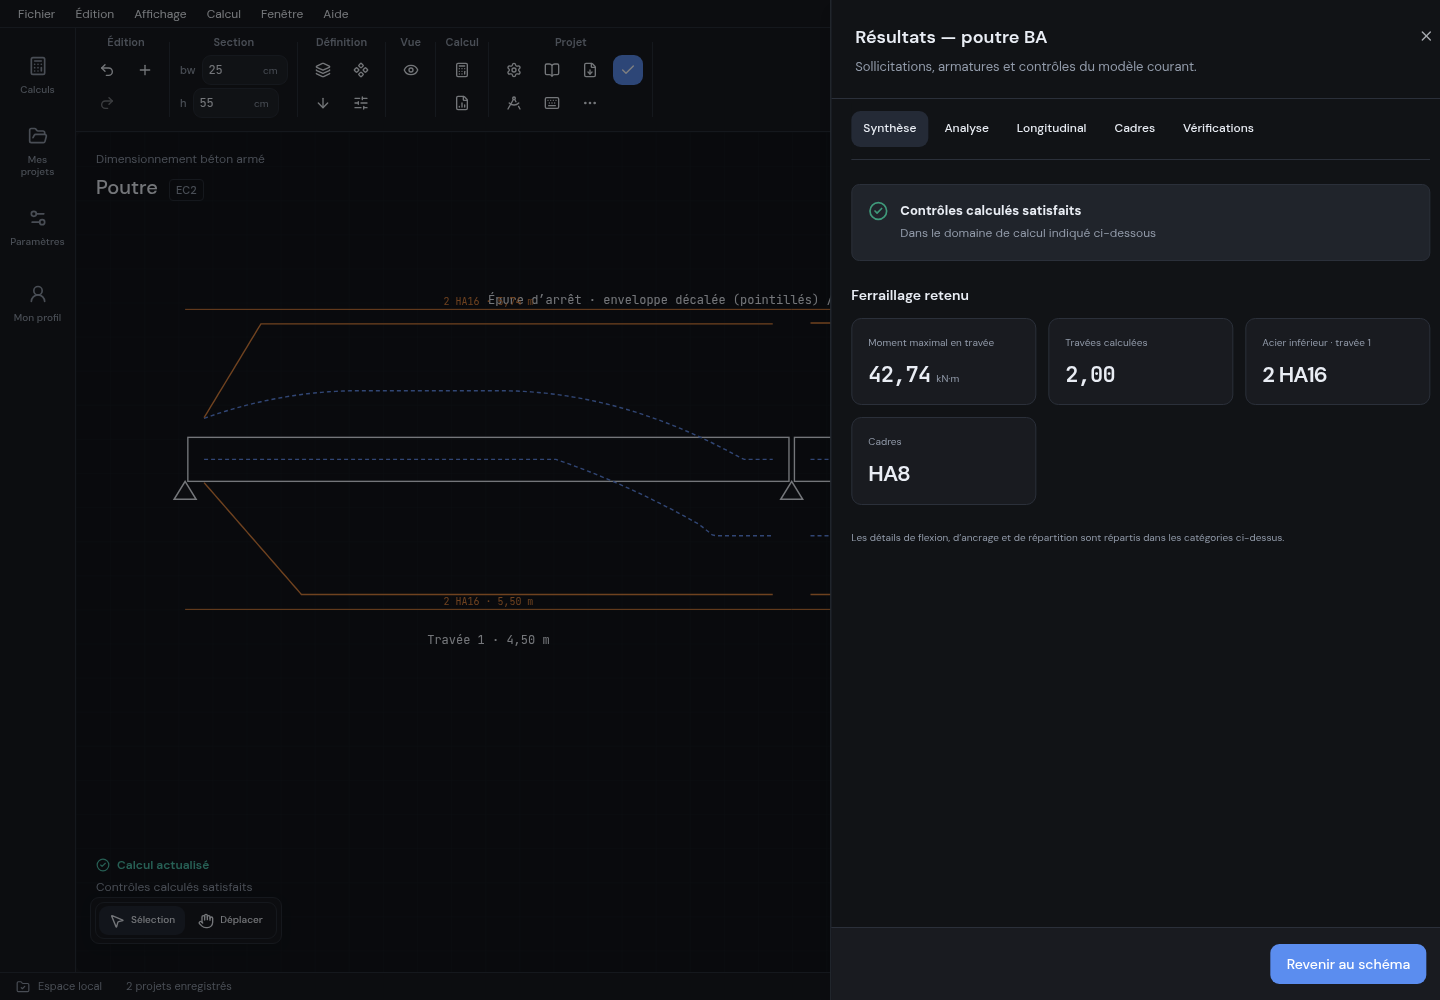 Fichier Édition Affichage Calcul Fenêtre Aide
Édition Section Définition Vue Calcul Projet
bw 25 cm
h 55 cm
Calculs
Mes
projets
Paramètres
Mon profil
Dimensionnement béton armé
Poutre EC2
Épure d’arrêt · enveloppe décalée (pointillés) /
2 HA16
2 HA16 · 5,50 m
Travée 1 · 4,50 m
Calcul actualisé
Contrôles calculés satisfaits
Sélection Déplacer
Espace local 2 projets enregistrés
Résultats — poutre BA
Sollicitations, armatures et contrôles du modèle courant.
Synthèse Analyse Longitudinal Cadres Vérifications
Contrôles calculés satisfaits
Dans le domaine de calcul indiqué ci-dessous
Ferraillage retenu
Moment maximal en travée
42,74 kN·m
Travées calculées
2,00
Acier inférieur · travée 1
2 HA16
Cadres
HA8
Les détails de flexion, d’ancrage et de répartition sont répartis dans les catégories ci-dessus.
Revenir au schéma